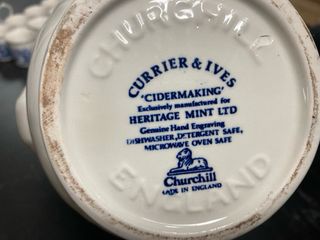 CHURCHILL
CURRIER & IVES
'CIDERMAKING'
Exclusively manufactured for
HERITAGE MINT LTD
Genuine Hand Engraving
DISHWASHER, DETERGENT SAFE,
MICROWAVE OVEN SAFE
Churchill
MADE IN ENGLAND
ENGLAND